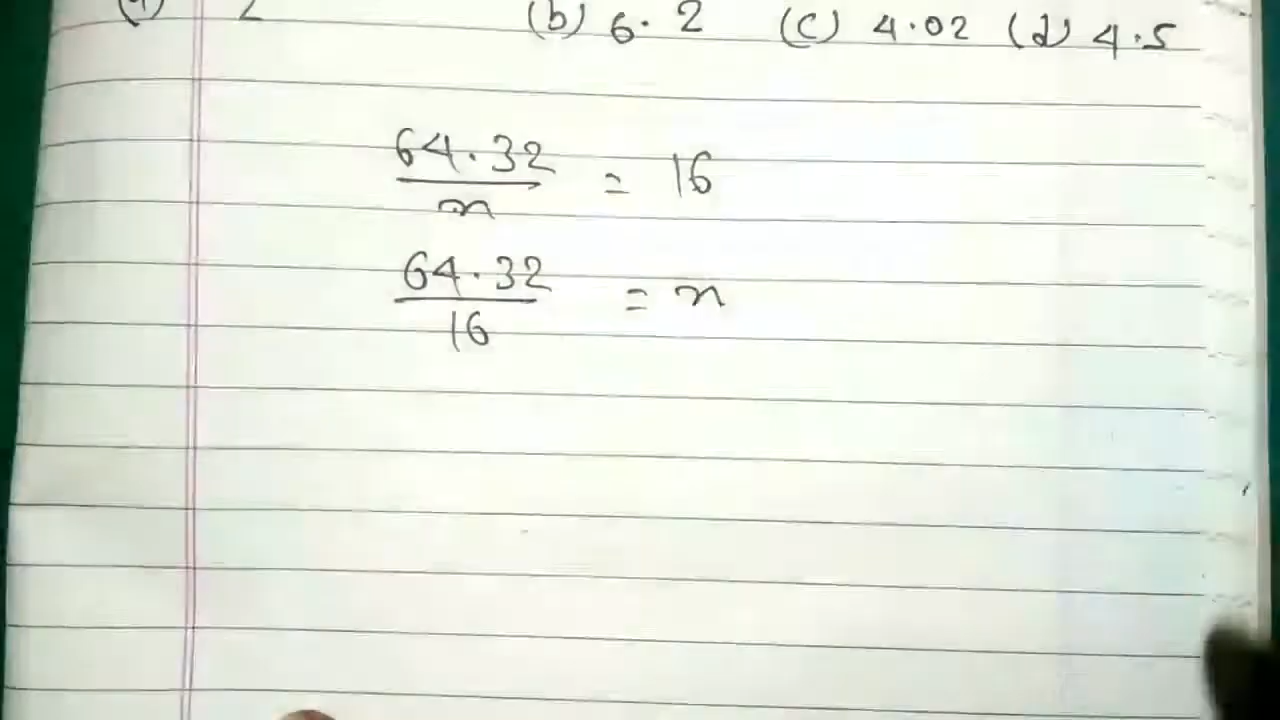 (b) 6.2 (c) 4.02 (d) 4.5
64.32 / x = 16
64.32 / 16 = x